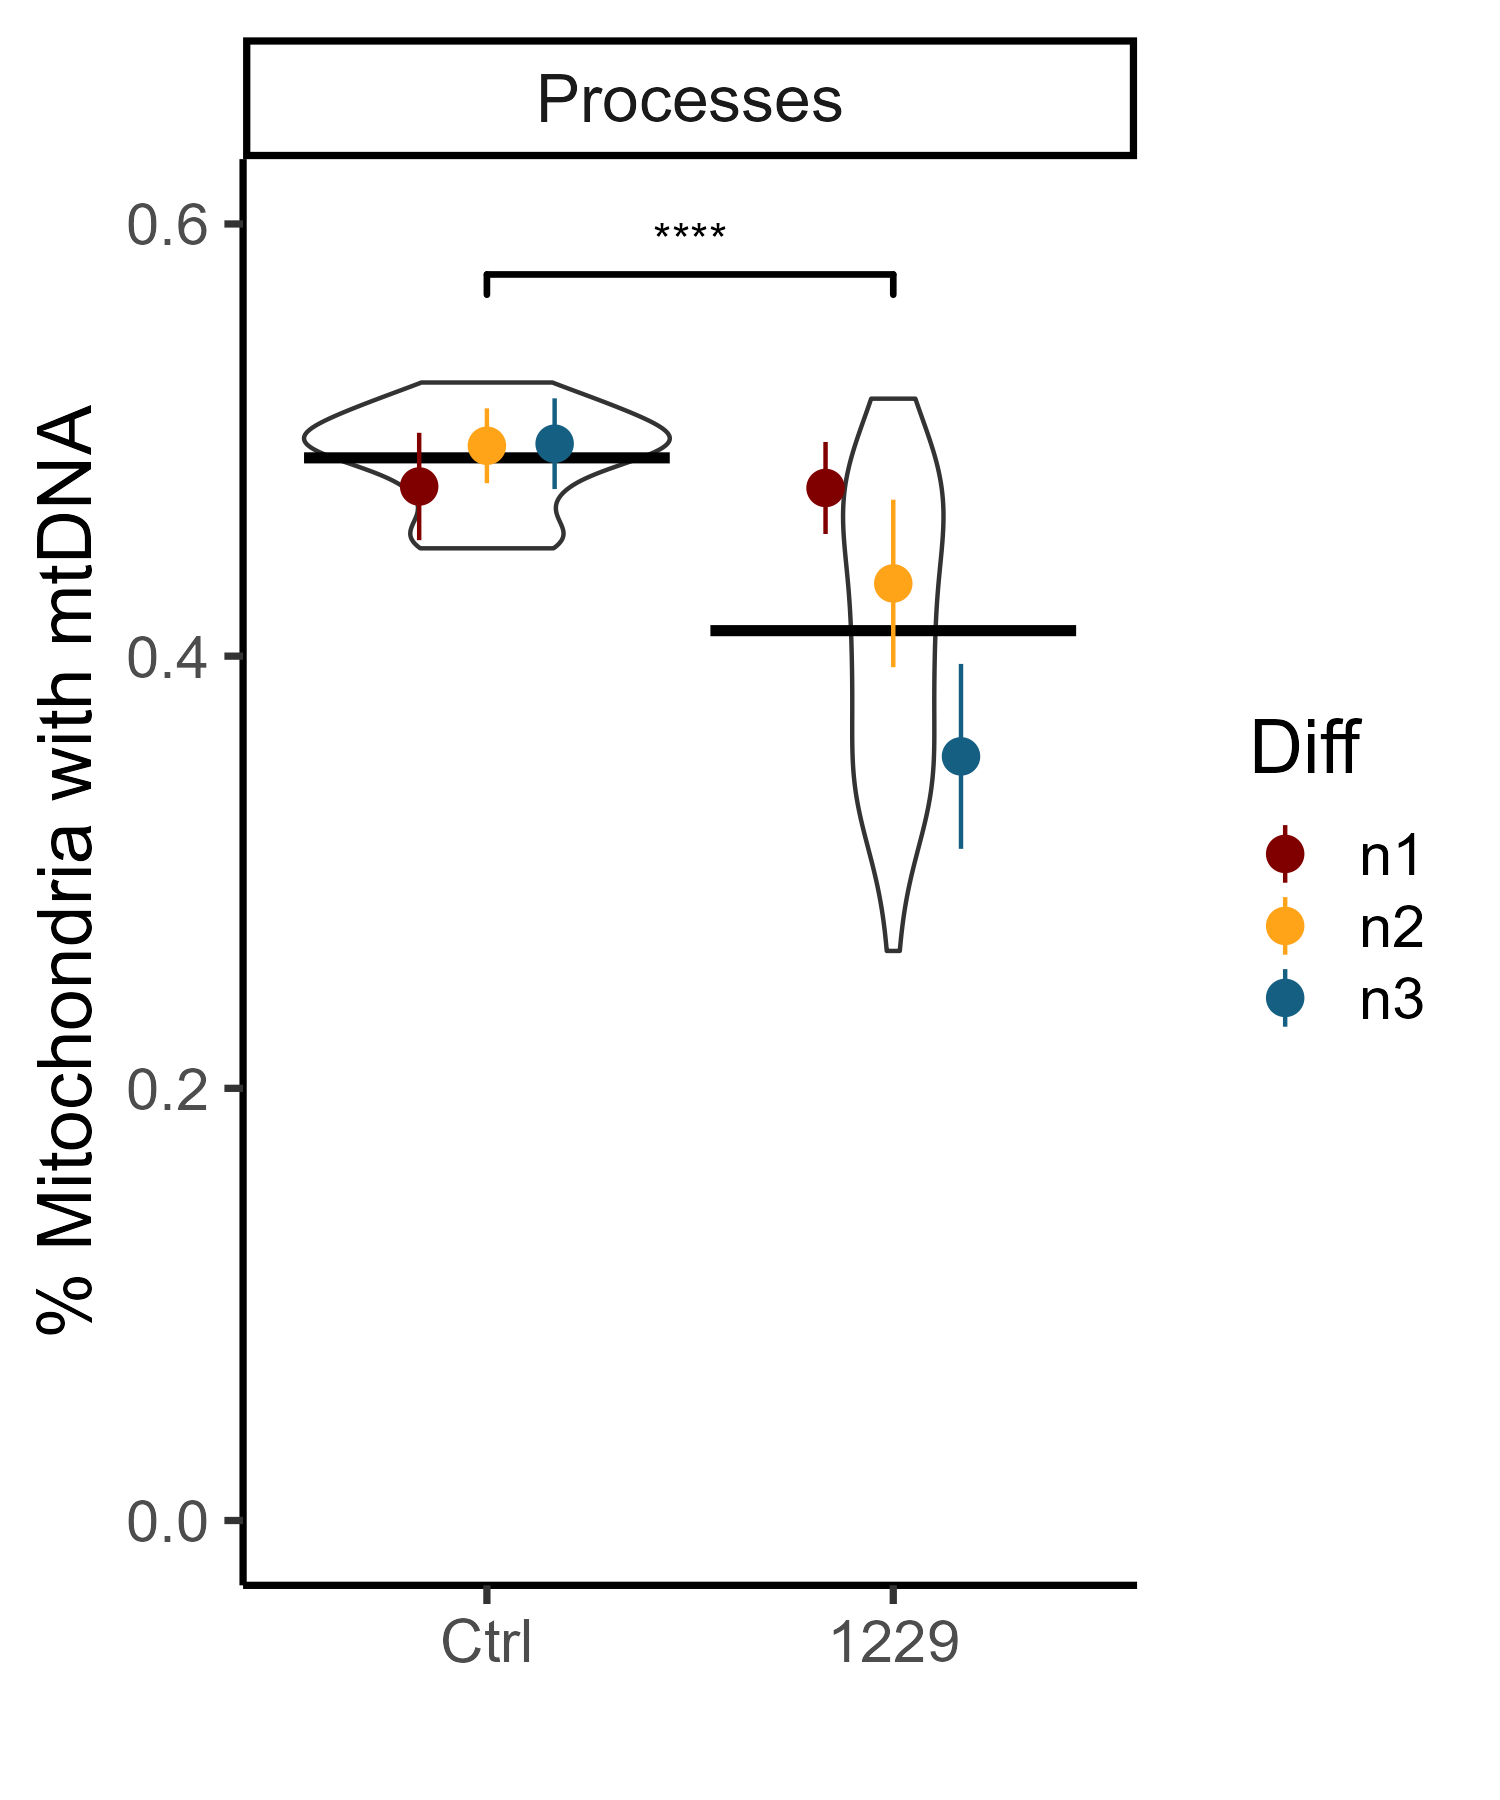 Processes
****
% Mitochondria with mtDNA
0.6
0.4
0.2
0.0
Ctrl
1229
Diff
n1
n2
n3